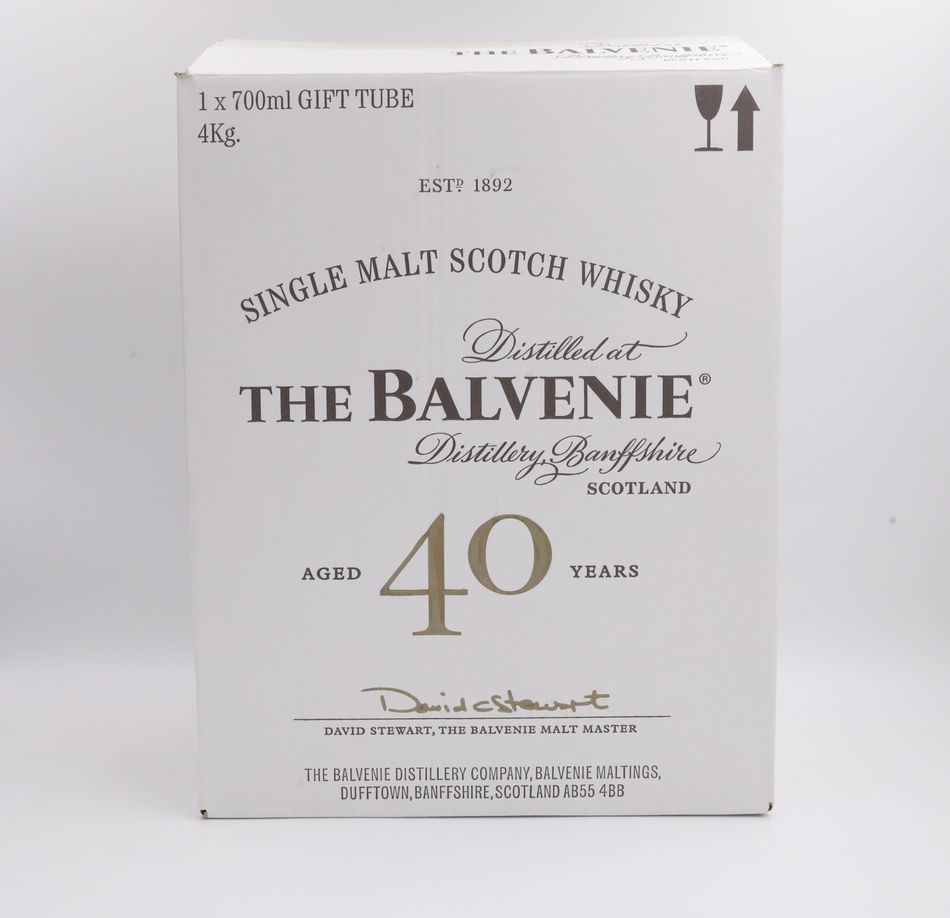 THE BALVENIE
1 x 700ml GIFT TUBE
4Kg.
ESTD. 1892
SINGLE MALT SCOTCH WHISKY
Distilled at
THE BALVENIE®
Distillery, Banffshire
SCOTLAND
AGED 40 YEARS
David C Stewart
DAVID STEWART, THE BALVENIE MALT MASTER
THE BALVENIE DISTILLERY COMPANY, BALVENIE MALTINGS,
DUFFTOWN, BANFFSHIRE, SCOTLAND AB55 4BB